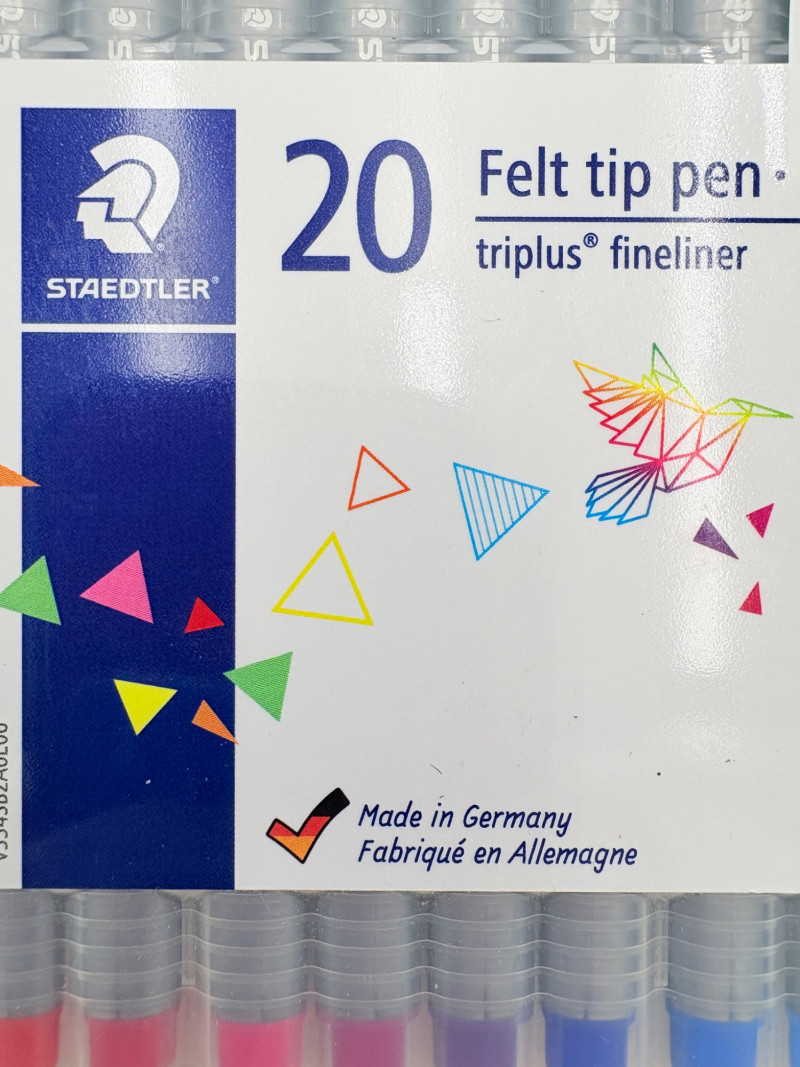 STAEDTLER®
20
Felt tip pen •
triplus® fineliner
Made in Germany
Fabriqué en Allemagne